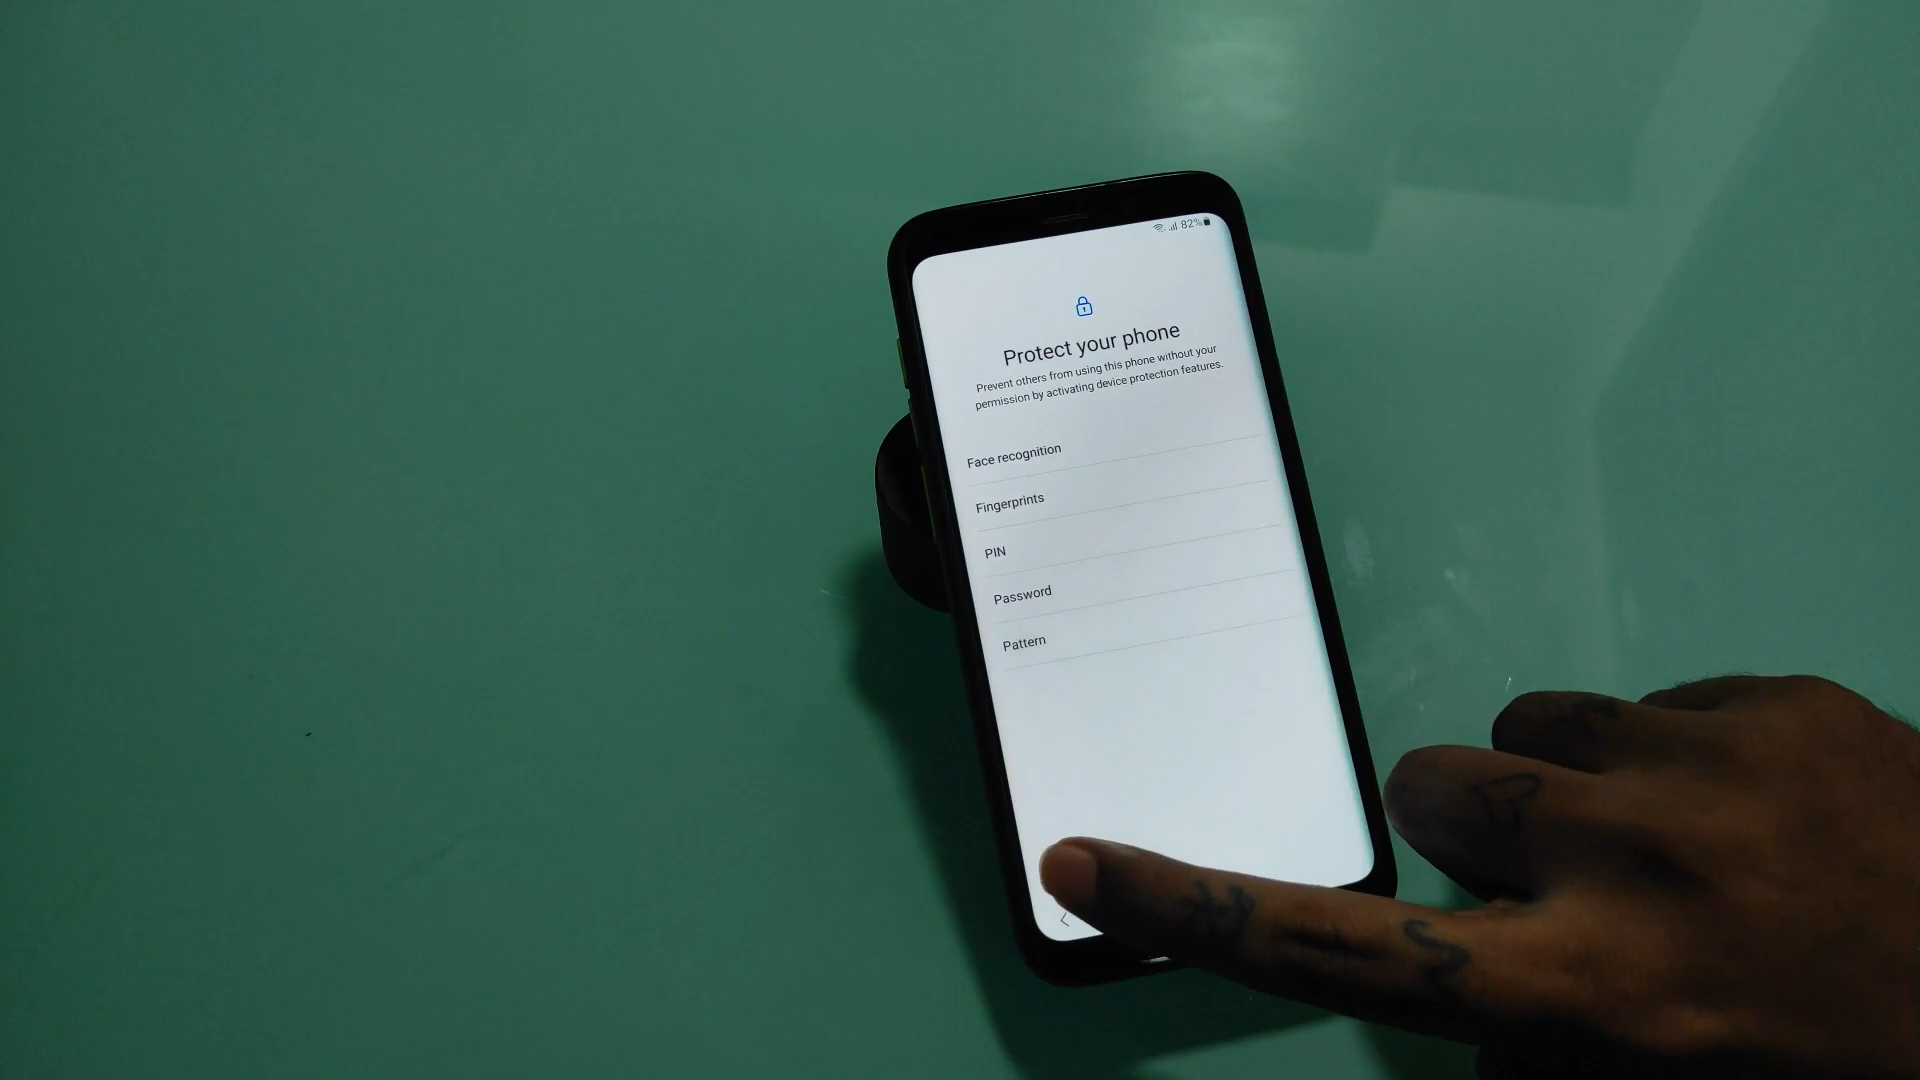 82%
Protect your phone
Prevent others from using this phone without your
permission by activating device protection features.
Face recognition
Fingerprints
PIN
Password
Pattern